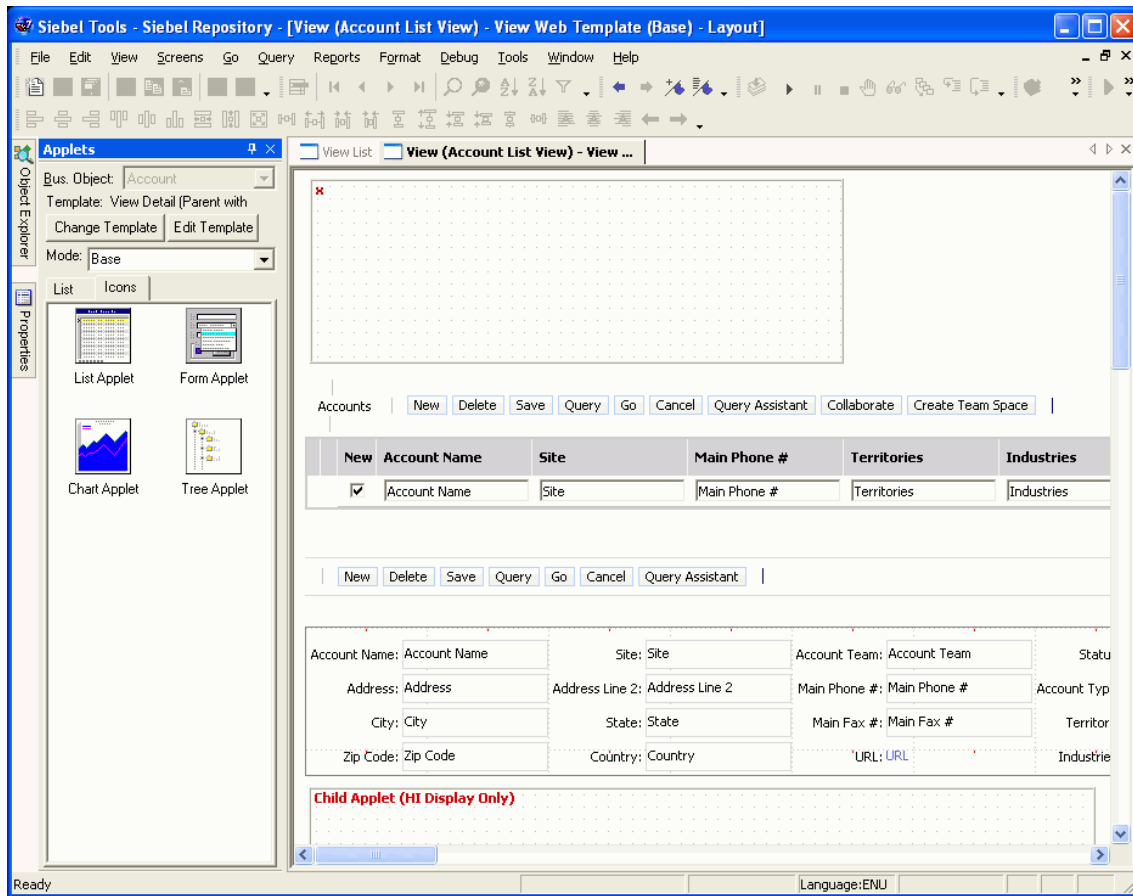 Siebel Tools - Siebel Repository - [View (Account List View) - View Web Template (Base) - Layout]
File Edit View Screens Go Query Reports Format Debug Tools Window Help
Applets
View List
View (Account List View) - View ...
Object Explorer
Properties
Bus. Object: Account
Template: View Detail (Parent with
Change Template Edit Template
Mode: Base
List Icons
List Applet Form Applet
Chart Applet Tree Applet
x
Accounts New Delete Save Query Go Cancel Query Assistant Collaborate Create Team Space
New Account Name Site Main Phone # Territories Industries
Account Name Site Main Phone # Territories Industries
New Delete Save Query Go Cancel Query Assistant
Account Name: Account Name Site: Site Account Team: Account Team Statu
Address: Address Address Line 2: Address Line 2 Main Phone #: Main Phone # Account Typ
City: City State: State Main Fax #: Main Fax # Territor
Zip Code: Zip Code Country: Country URL: URL Industrie
Child Applet (HI Display Only)
Ready Language:ENU